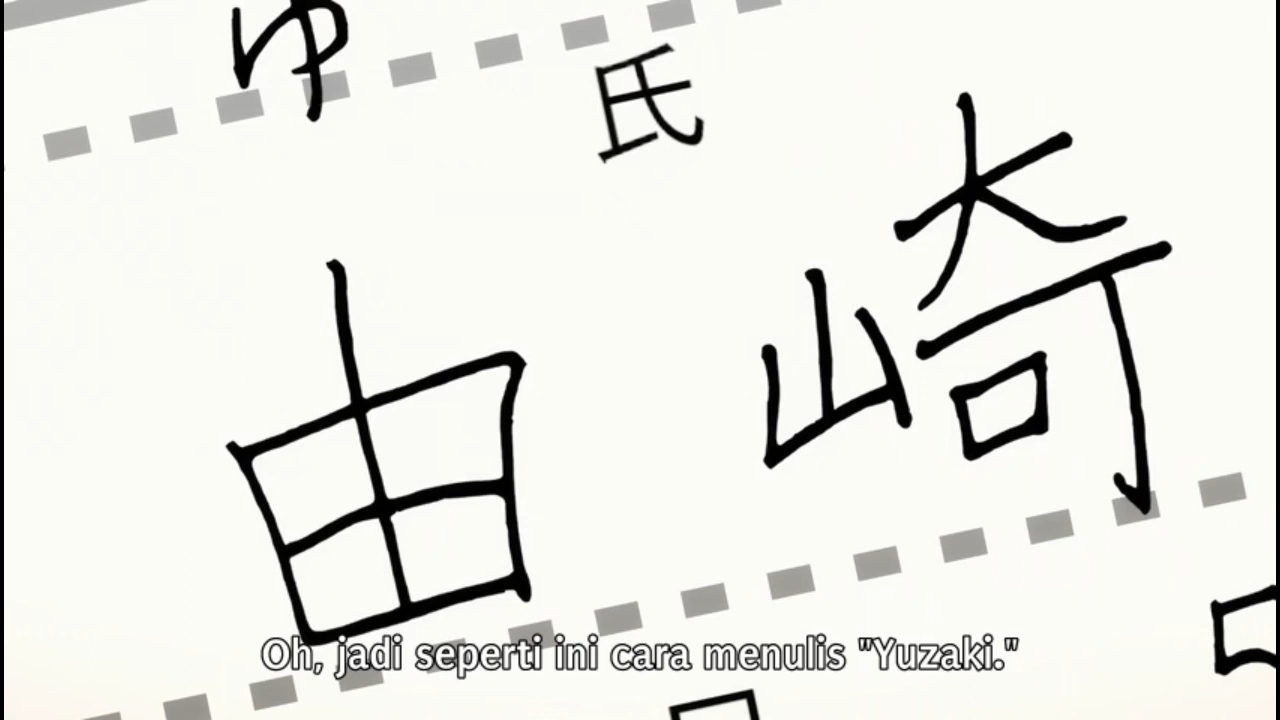 ゆ
氏
由崎
Oh, jadi seperti ini cara menulis "Yuzaki."